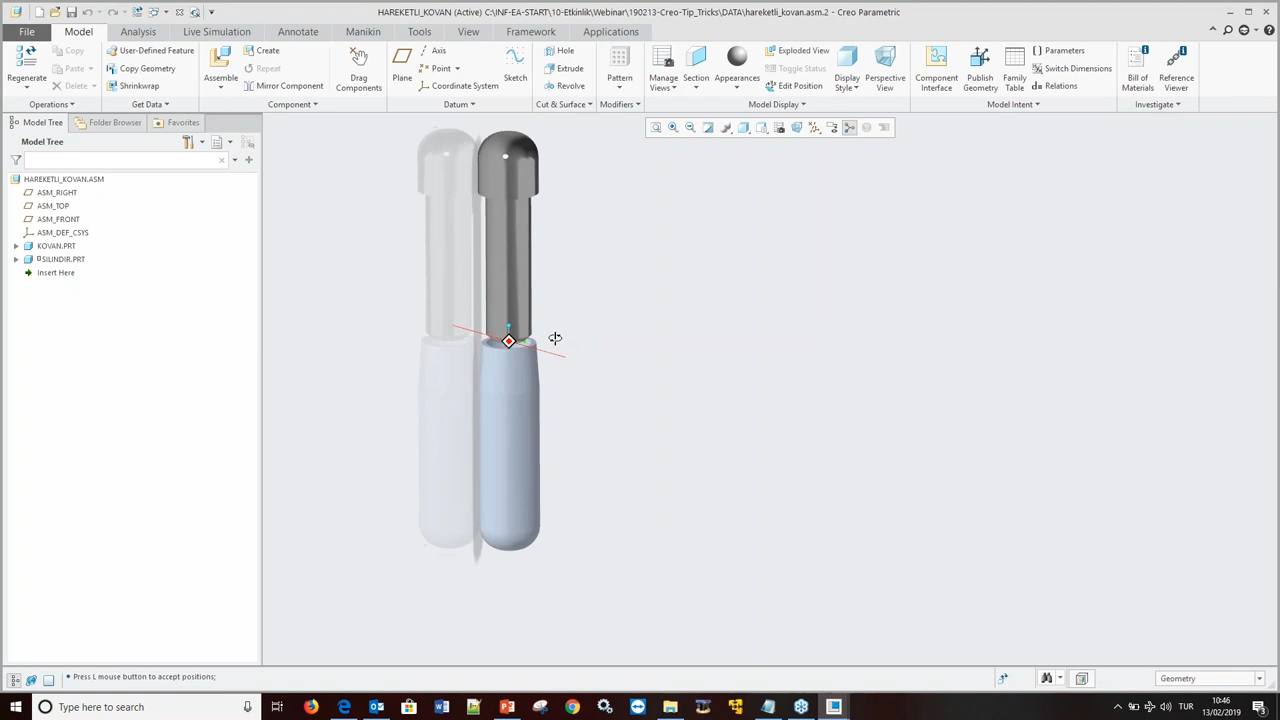 HAREKETLI_KOVAN (Active) C:\INF-EA-START\10-Etkinlik\Webinar\190213-Creo-Tip_Tricks\DATA\hareketli_kovan.asm.2 - Creo Parametric
File Model Analysis Live Simulation Annotate Manikin Tools View Framework Applications
Copy User-Defined Feature Create Axis Hole Exploded View Parameters
Paste Copy Geometry Repeat Point Extrude Toggle Status Switch Dimensions
Delete Shrinkwrap Mirror Component Coordinate System Revolve Edit Position Relations
Regenerate Assemble Drag Components Plane Sketch Pattern Manage Views Section Appearances Display Style Perspective View Component Interface Publish Geometry Family Table Bill of Materials Reference Viewer
Operations Get Data Component Datum Cut & Surface Modifiers Model Display Model Intent Investigate
Model Tree Folder Browser Favorites
Model Tree
HAREKETLI_KOVAN.ASM
ASM_RIGHT
ASM_TOP
ASM_FRONT
ASM_DEF_CSYS
KOVAN.PRT
SILINDIR.PRT
Insert Here
Press L mouse button to accept positions;
Geometry
Type here to search
TUR
10:46
13/02/2019